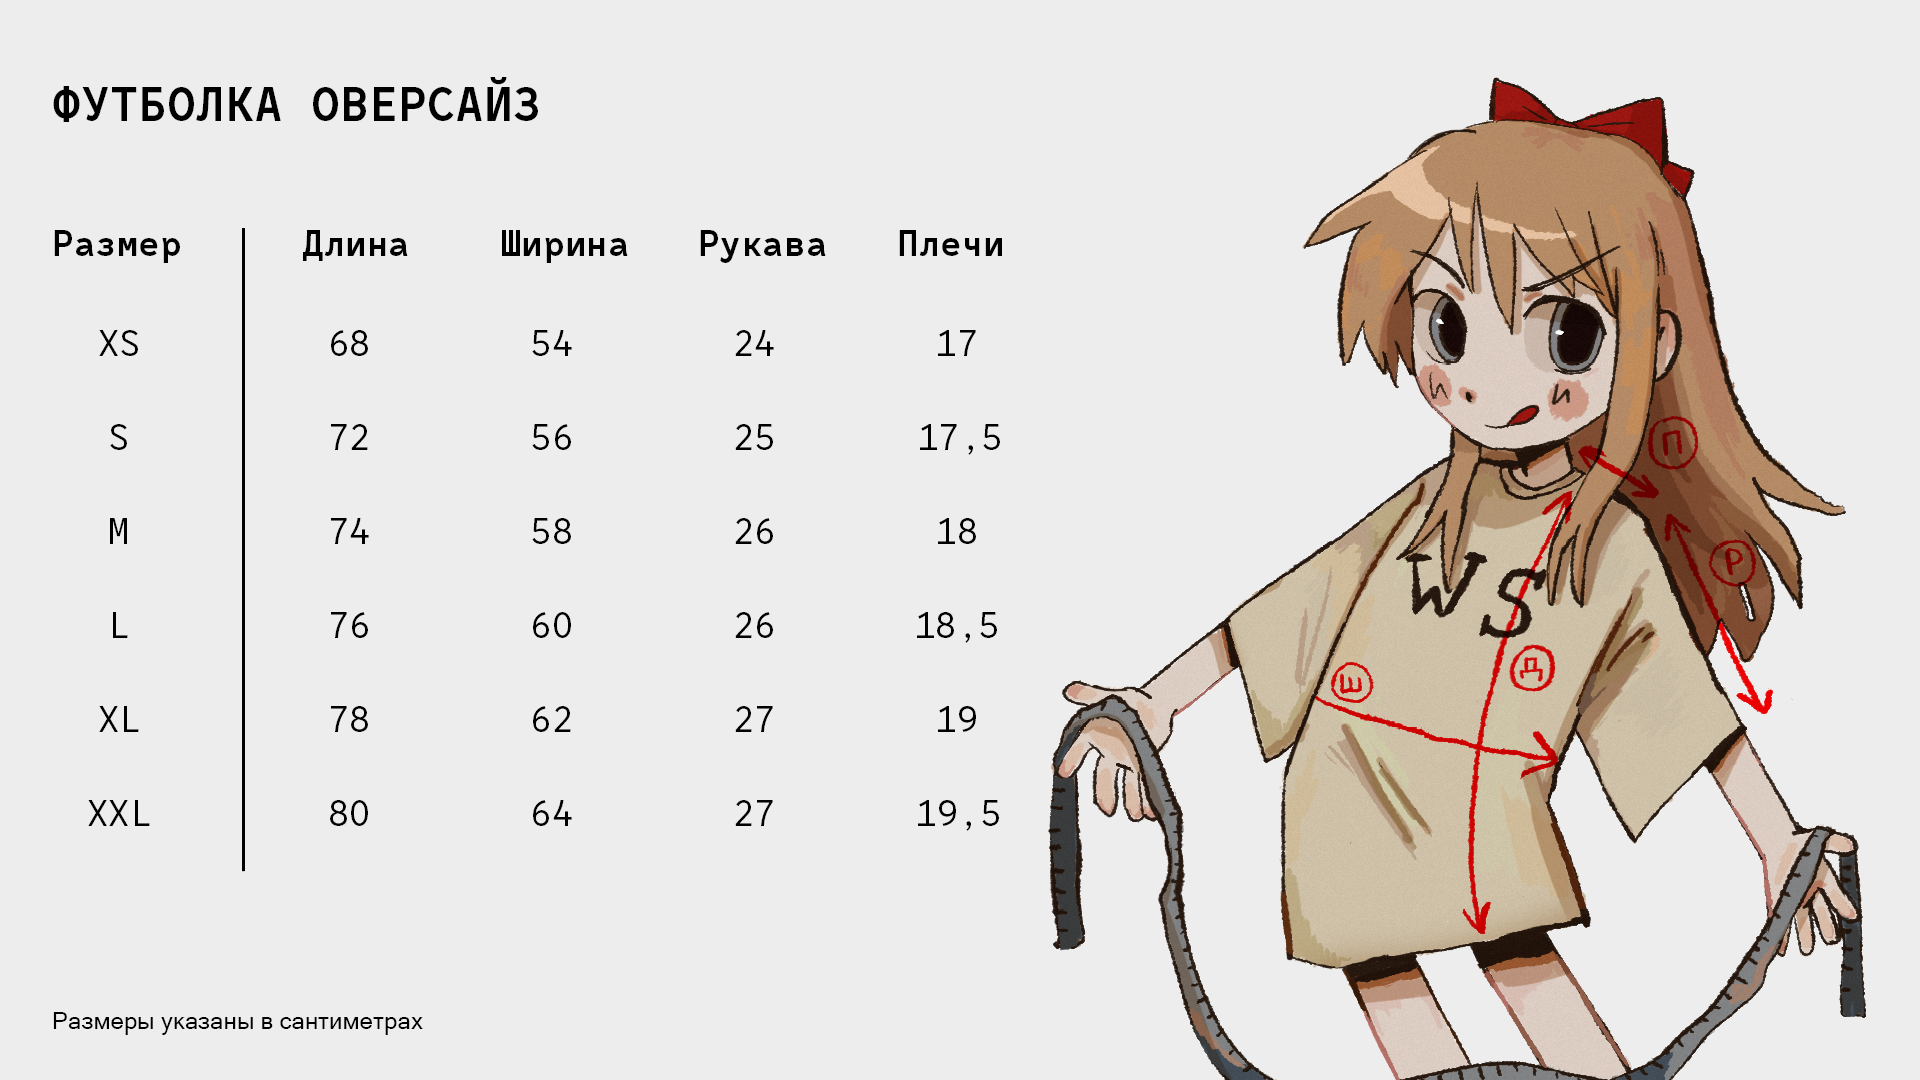 ФУТБОЛКА ОВЕРСАЙЗ
Размер Длина Ширина Рукава Плечи
XS 68 54 24 17
S 72 56 25 17,5
M 74 58 26 18
L 76 60 26 18,5
XL 78 62 27 19
XXL 80 64 27 19,5
Размеры указаны в сантиметрах
П
Р
WS
Д
Ш